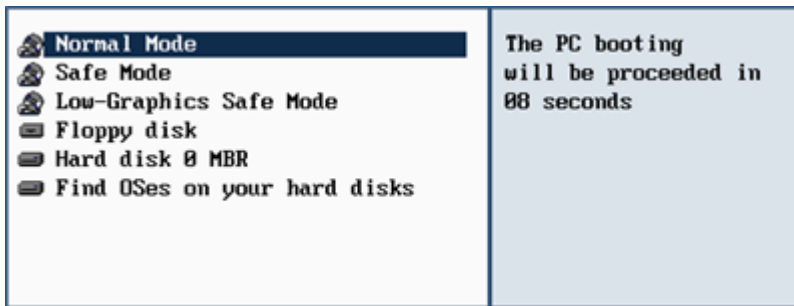 Normal Mode
Safe Mode
Low-Graphics Safe Mode
Floppy disk
Hard disk 0 MBR
Find OSes on your hard disks
The PC booting
will be proceeded in
08 seconds